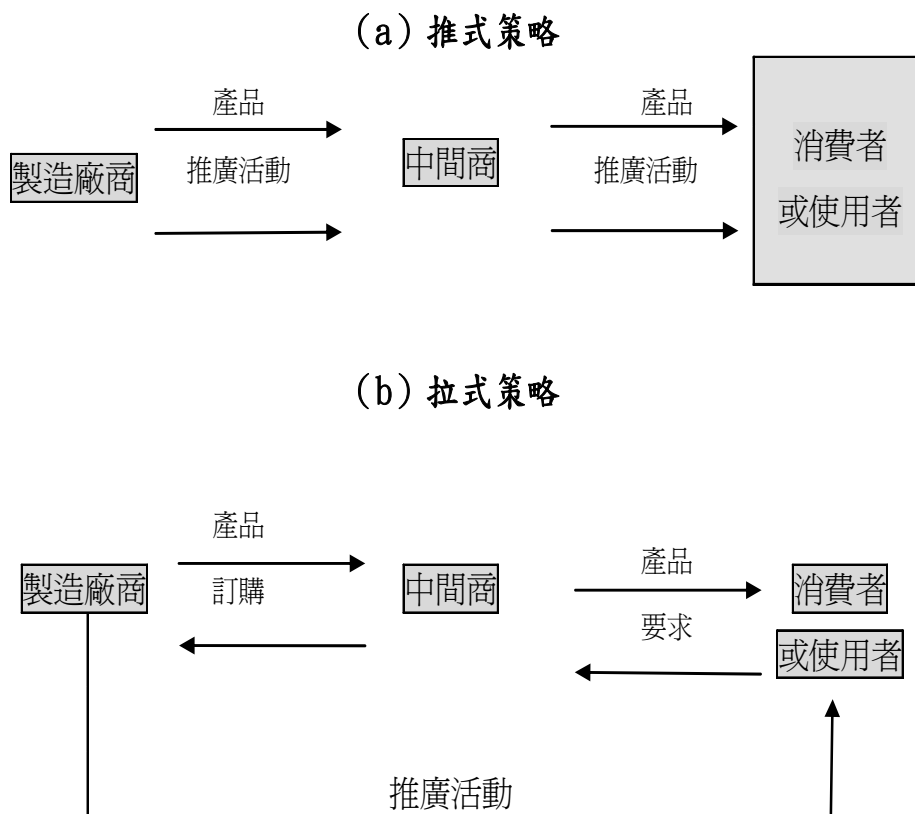 (a)推式策略
產品
產品
製造廠商
推廣活動
中間商
推廣活動
消費者
或使用者
(b)拉式策略
產品
產品
製造廠商
訂購
中間商
消費者
要求
或使用者
推廣活動